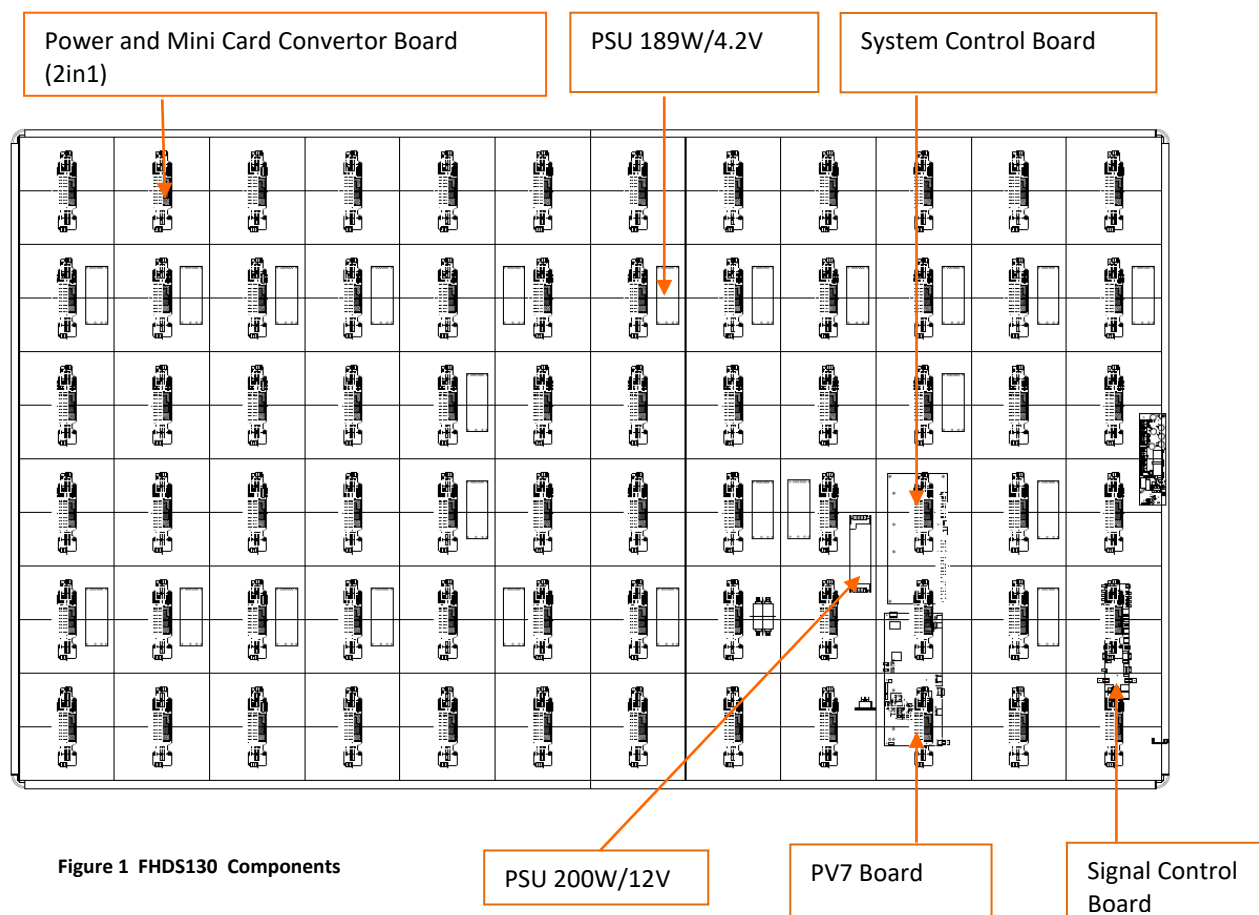 Power and Mini Card Convertor Board
(2in1)
PSU 189W/4.2V
System Control Board
Figure 1 FHDS130 Components
PSU 200W/12V
PV7 Board
Signal Control
Board